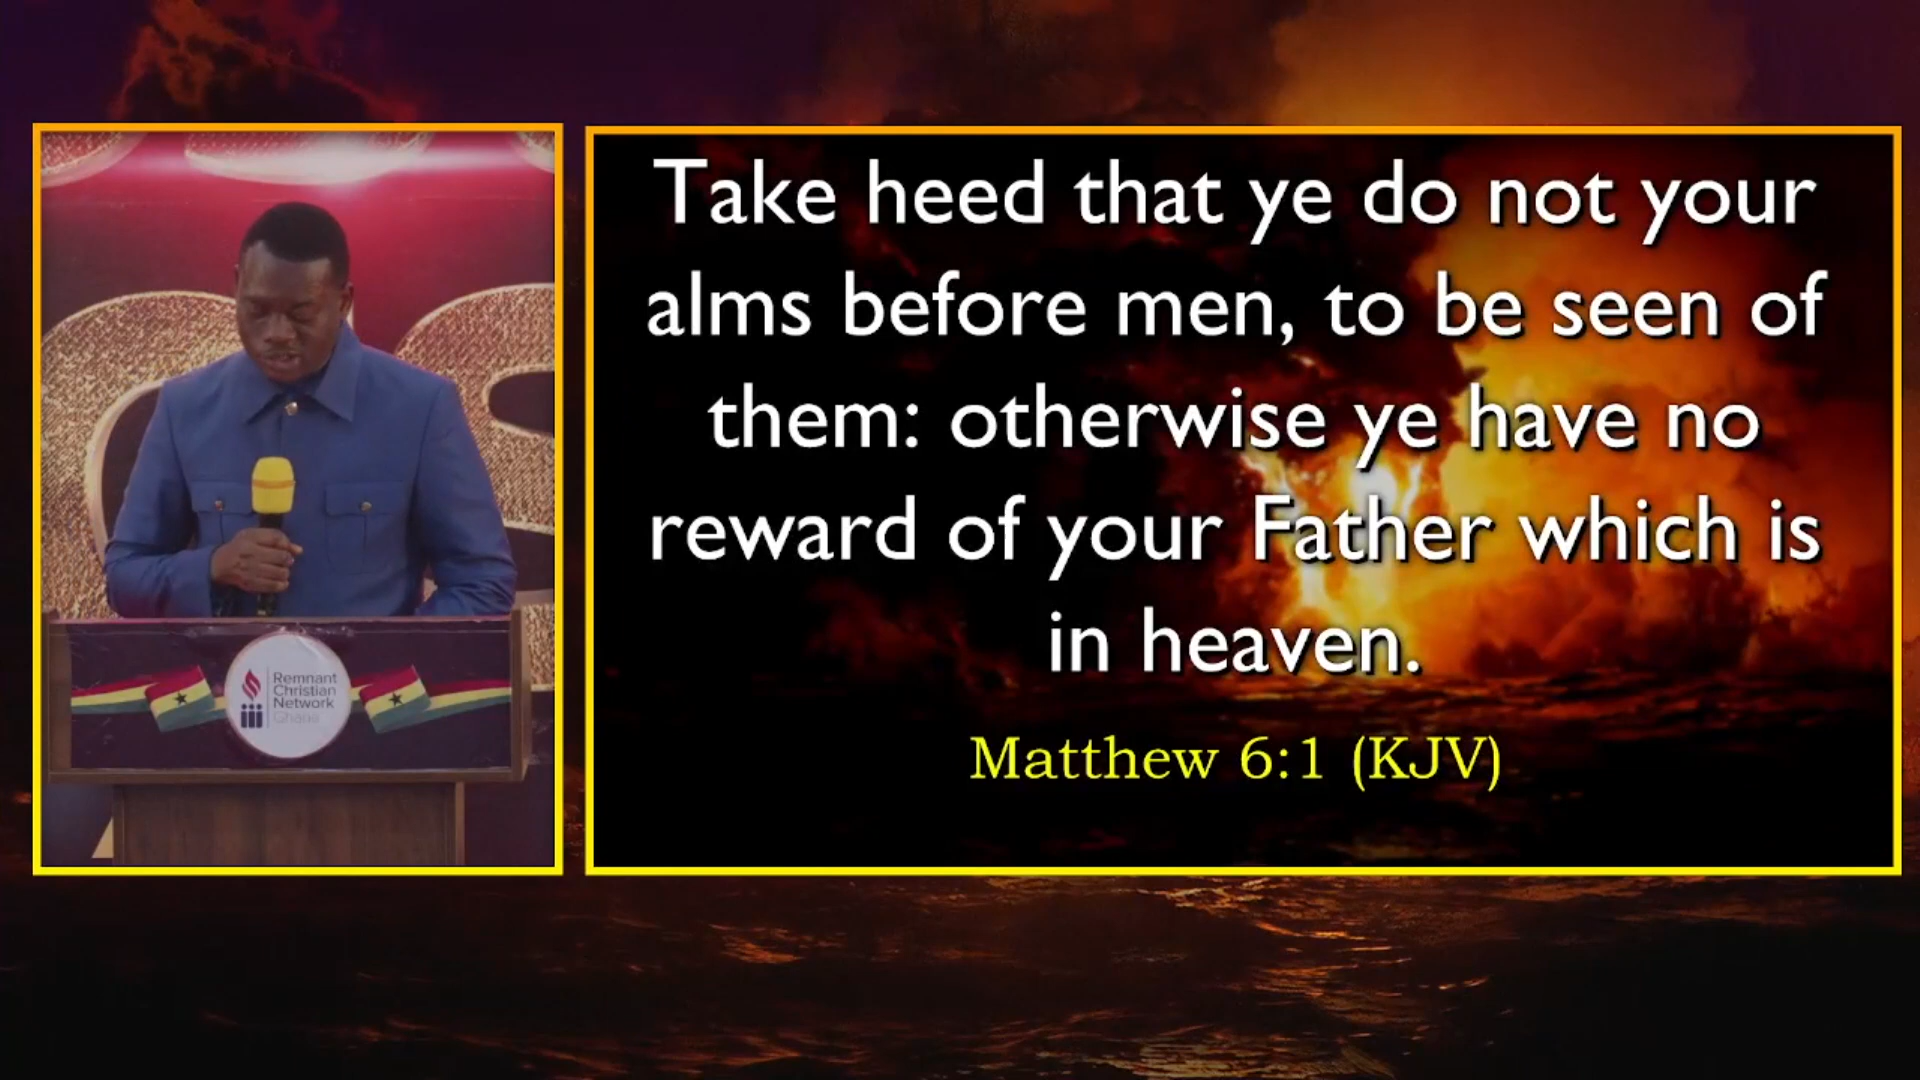 Take heed that ye do not your
alms before men, to be seen of
them: otherwise ye have no
reward of your Father which is
in heaven.
Matthew 6:1 (KJV)
Remnant
Christian
Network
Ghana